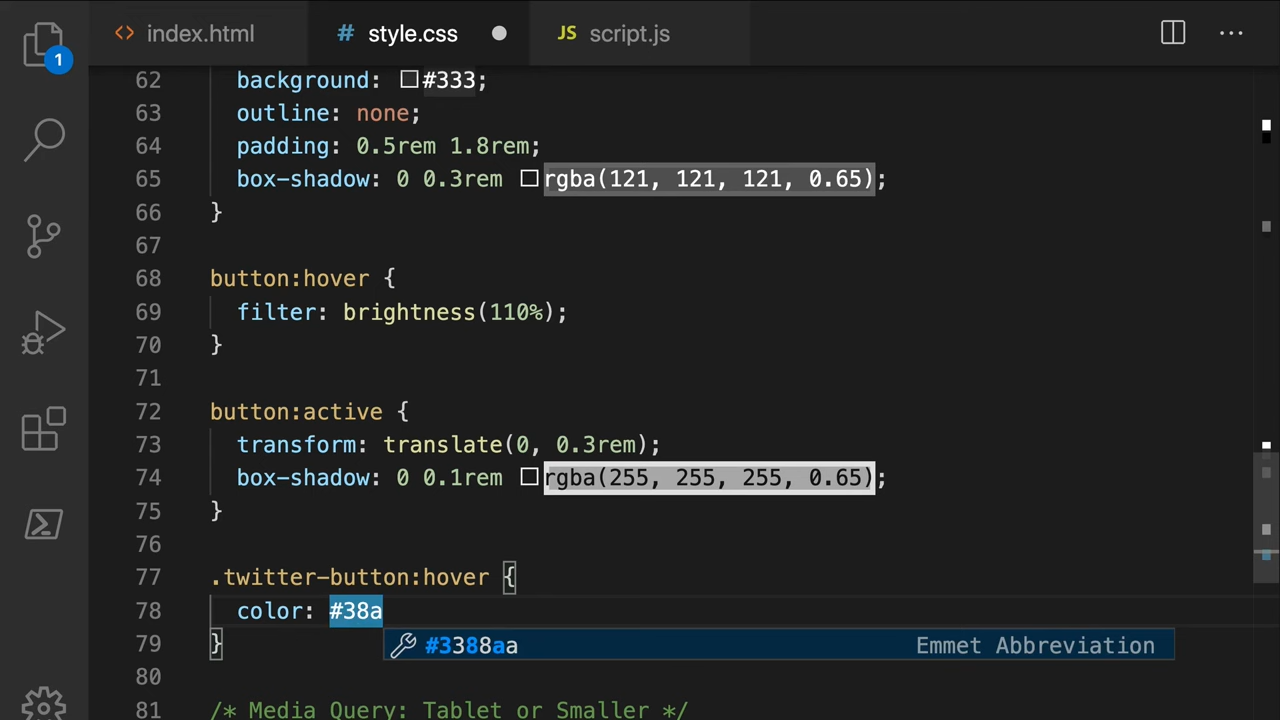 index.html
style.css
JS script.js
1
62 background: #333;
63 outline: none;
64 padding: 0.5rem 1.8rem;
65 box-shadow: 0 0.3rem rgba(121, 121, 121, 0.65);
66 }
67
68 button:hover {
69 filter: brightness(110%);
70 }
71
72 button:active {
73 transform: translate(0, 0.3rem);
74 box-shadow: 0 0.1rem rgba(255, 255, 255, 0.65);
75 }
76
77 .twitter-button:hover {
78 color: #38a
79 }
#3388aa Emmet Abbreviation
80
81 /* Media Query: Tablet or Smaller */